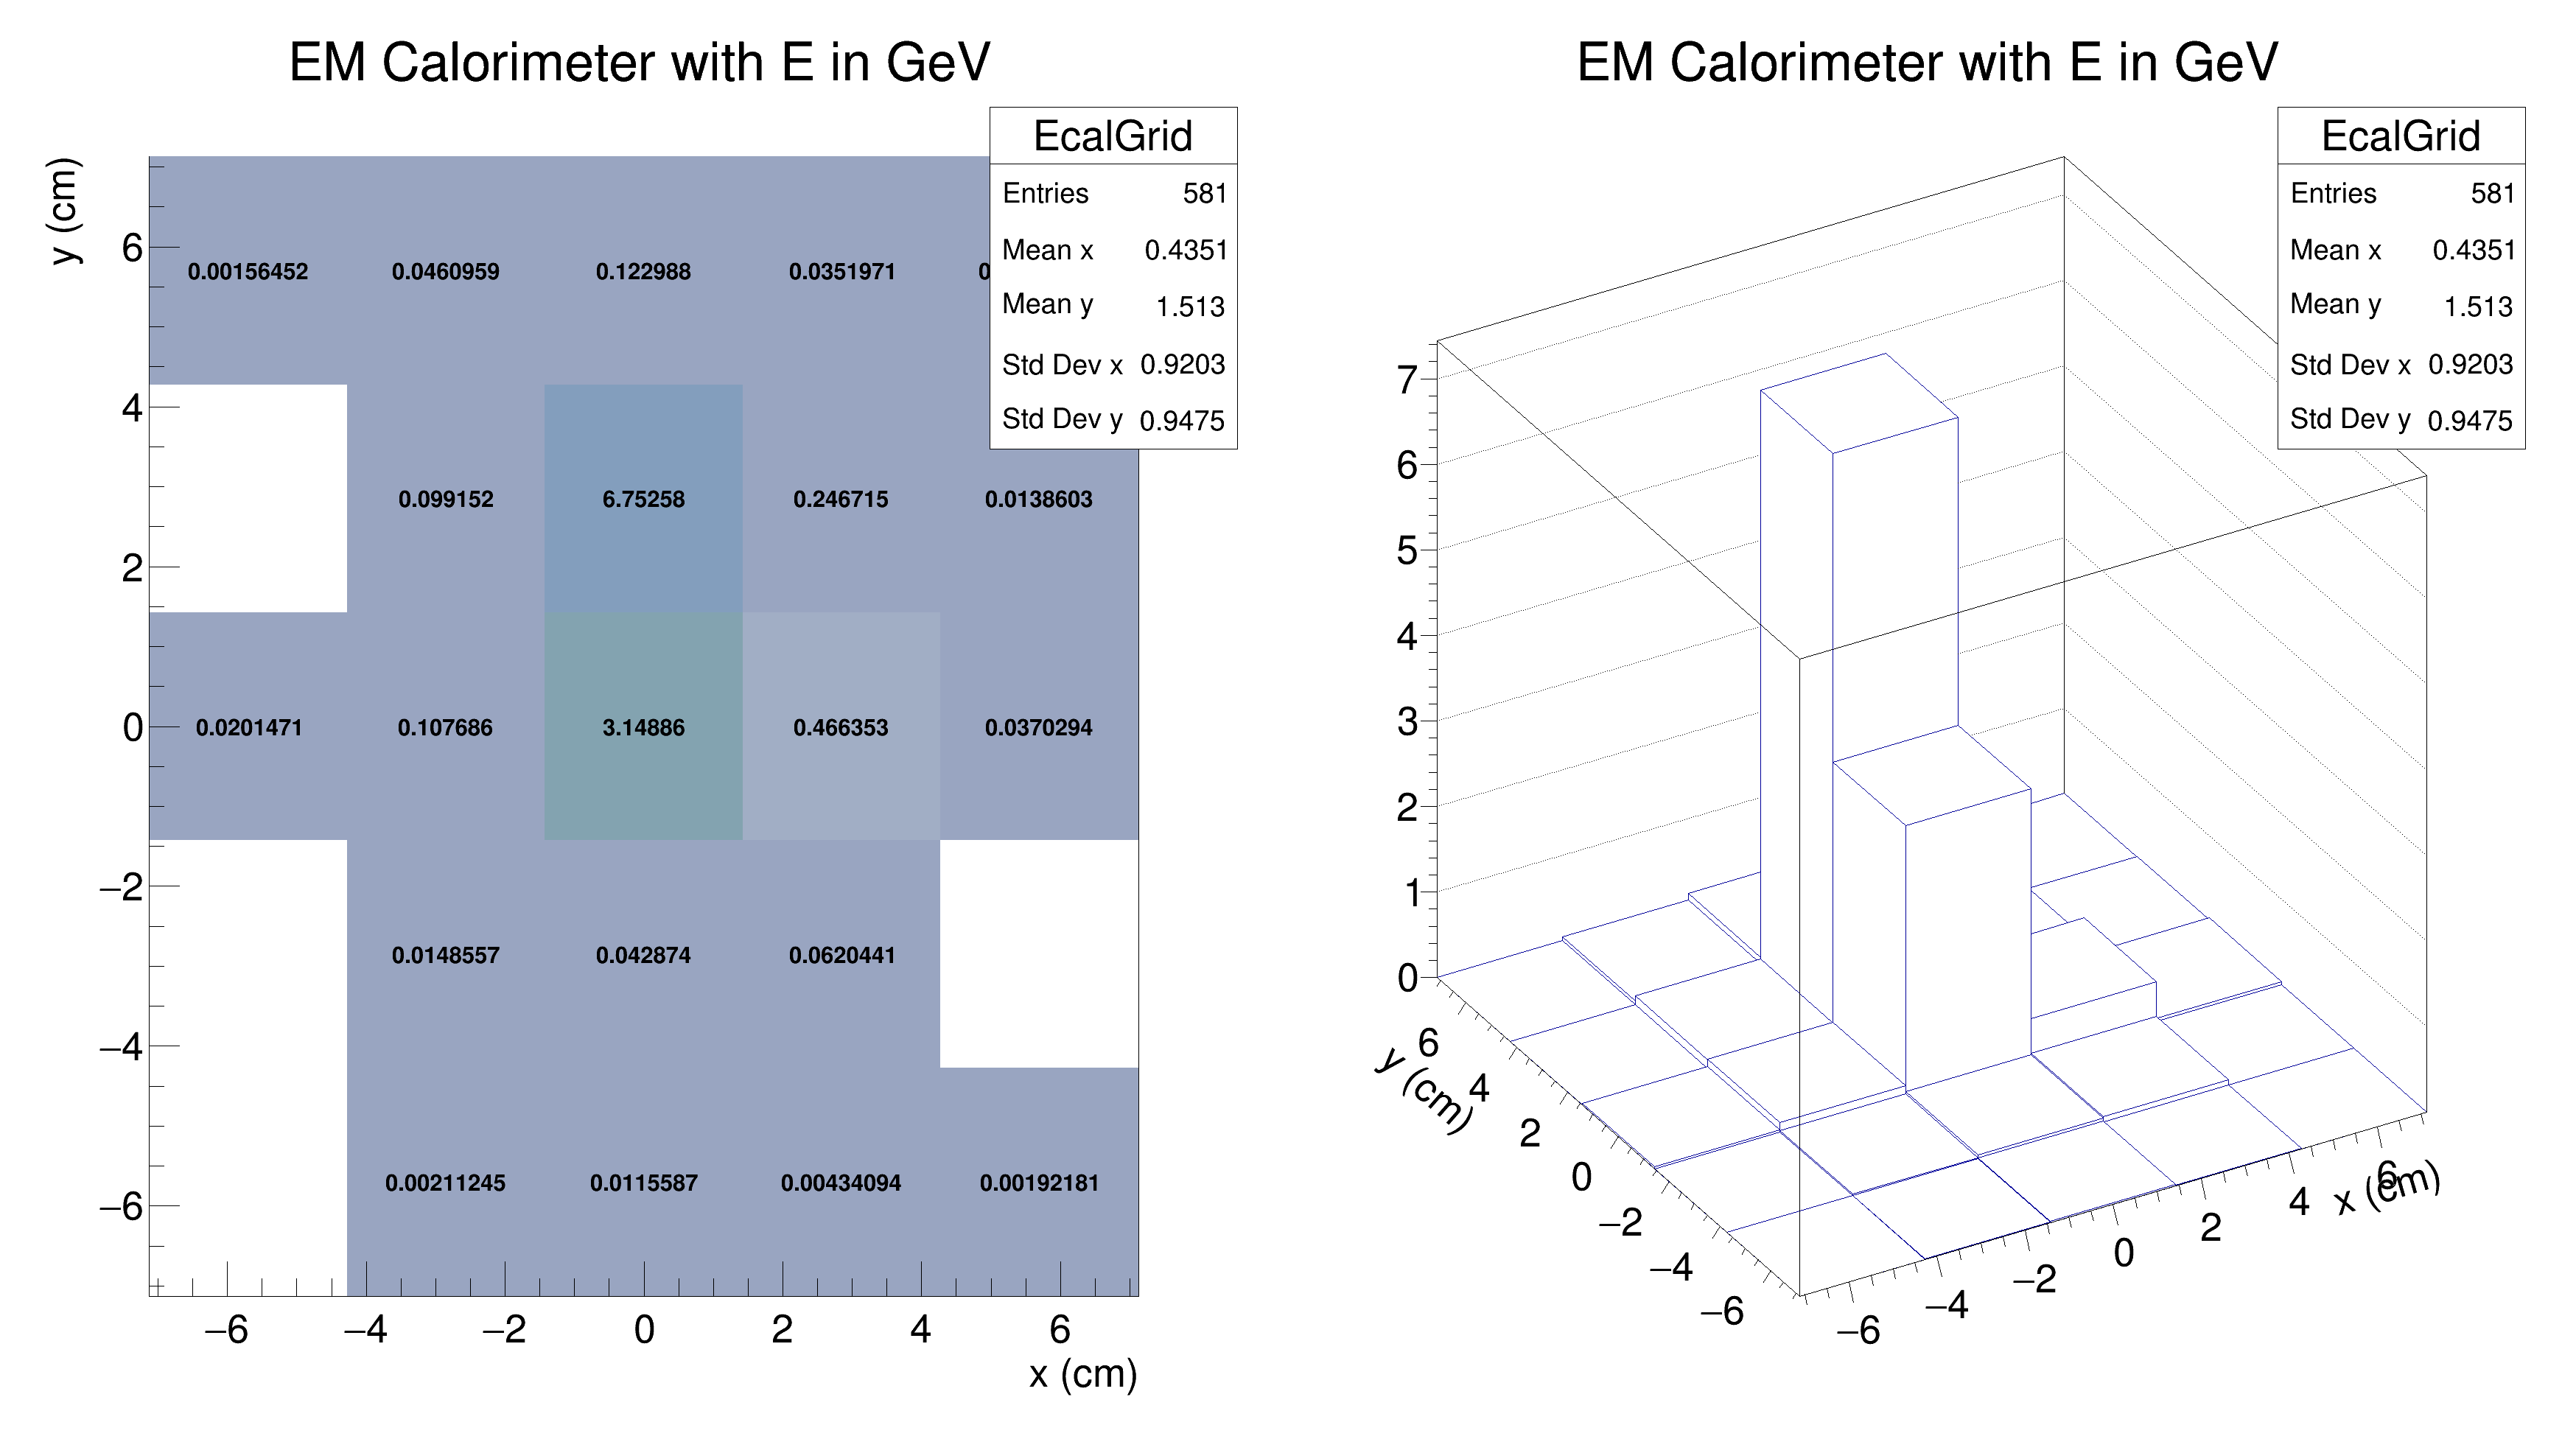 EM Calorimeter with E in GeV
EcalGrid
Entries 581
Mean x 0.4351
Mean y 1.513
Std Dev x 0.9203
Std Dev y 0.9475
y (cm)
6
4
2
0
−2
−4
−6
0.00156452 0.0460959 0.122988 0.0351971
0.099152 6.75258 0.246715 0.0138603
0.0201471 0.107686 3.14886 0.466353 0.0370294
0.0148557 0.042874 0.0620441
0.00211245 0.0115587 0.00434094 0.00192181
−6 −4 −2 0 2 4 6
x (cm)
EM Calorimeter with E in GeV
EcalGrid
Entries 581
Mean x 0.4351
Mean y 1.513
Std Dev x 0.9203
Std Dev y 0.9475
7
6
5
4
3
2
1
0
y (cm)
6
4
2
0
−2
−4
−6
−6 −4 −2 0 2 4 6
x (cm)